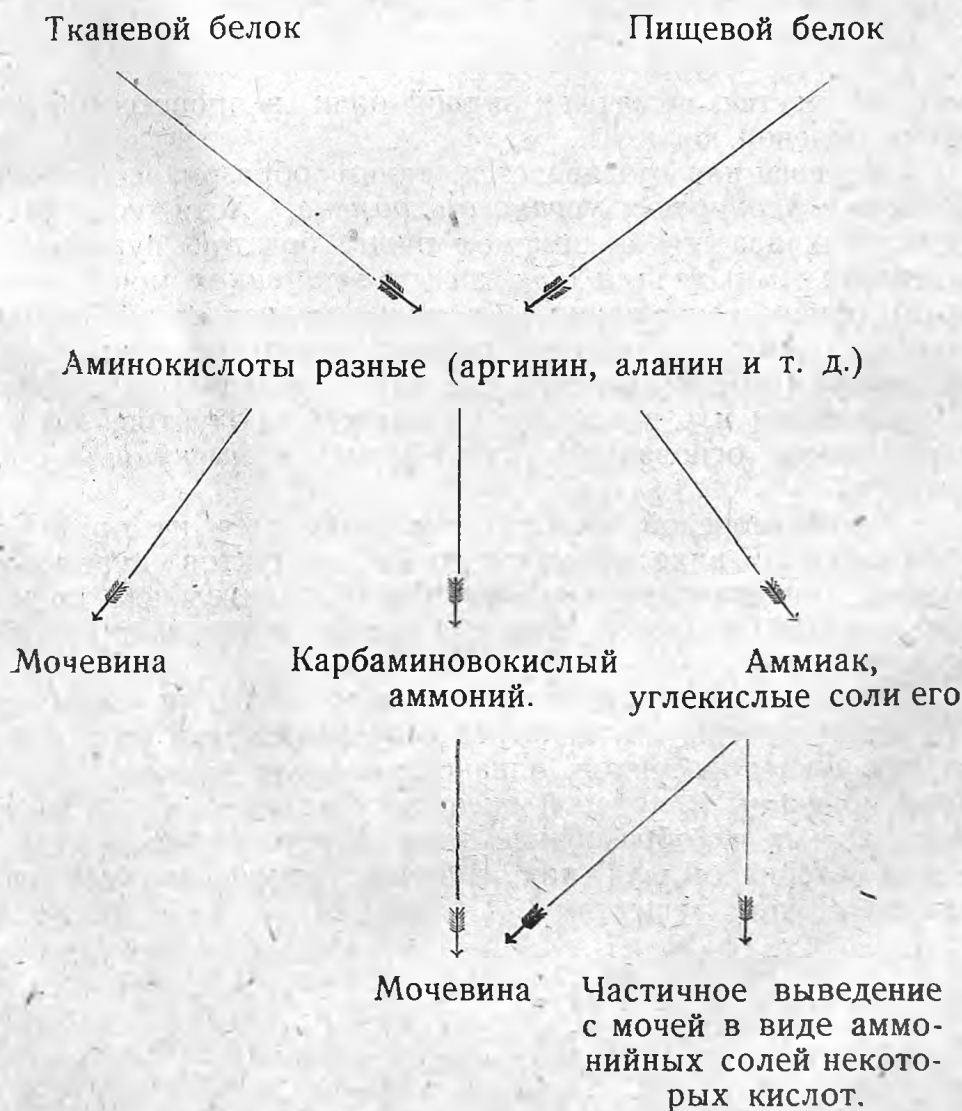 Тканевой белок Пищевой белок
Аминокислоты разные (аргинин, аланин и т. д.)
Мочевина Карбаминовокислый Аммиак,
аммоний. углекислые соли его
Мочевина Частичное выведение
с мочей в виде аммо-
нийных солей некото-
рых кислот.